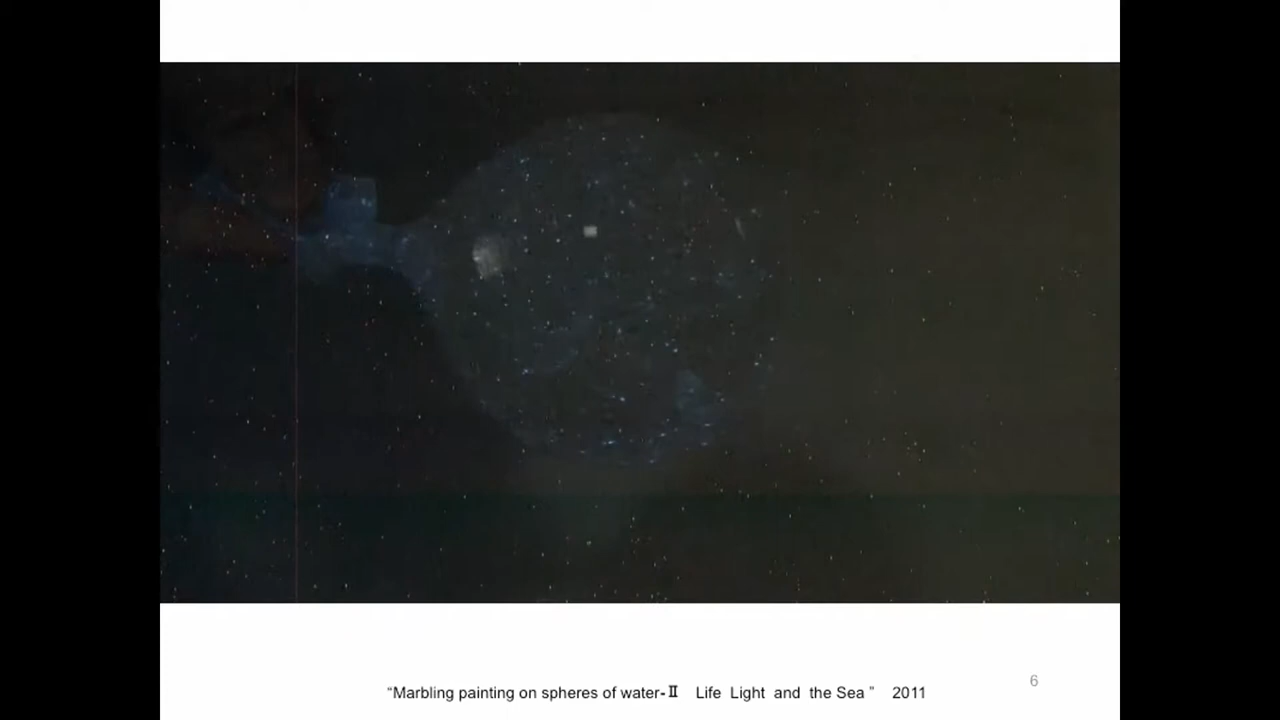 6
“Marbling painting on spheres of water-Ⅱ Life Light and the Sea ” 2011